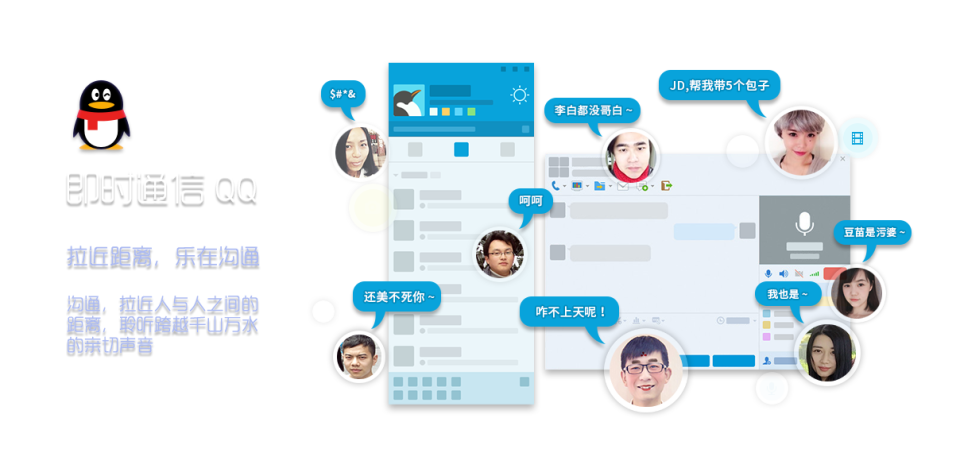 即时通信 QQ
拉近距离，乐在沟通
沟通，拉近人与人之间的
距离，聆听跨越千山万水
的亲切声音
$#*&
李白都没哥白 ~
JD,帮我带5个包子
呵呵
豆苗是污婆 ~
还美不死你 ~
我也是 ~
咋不上天呢！